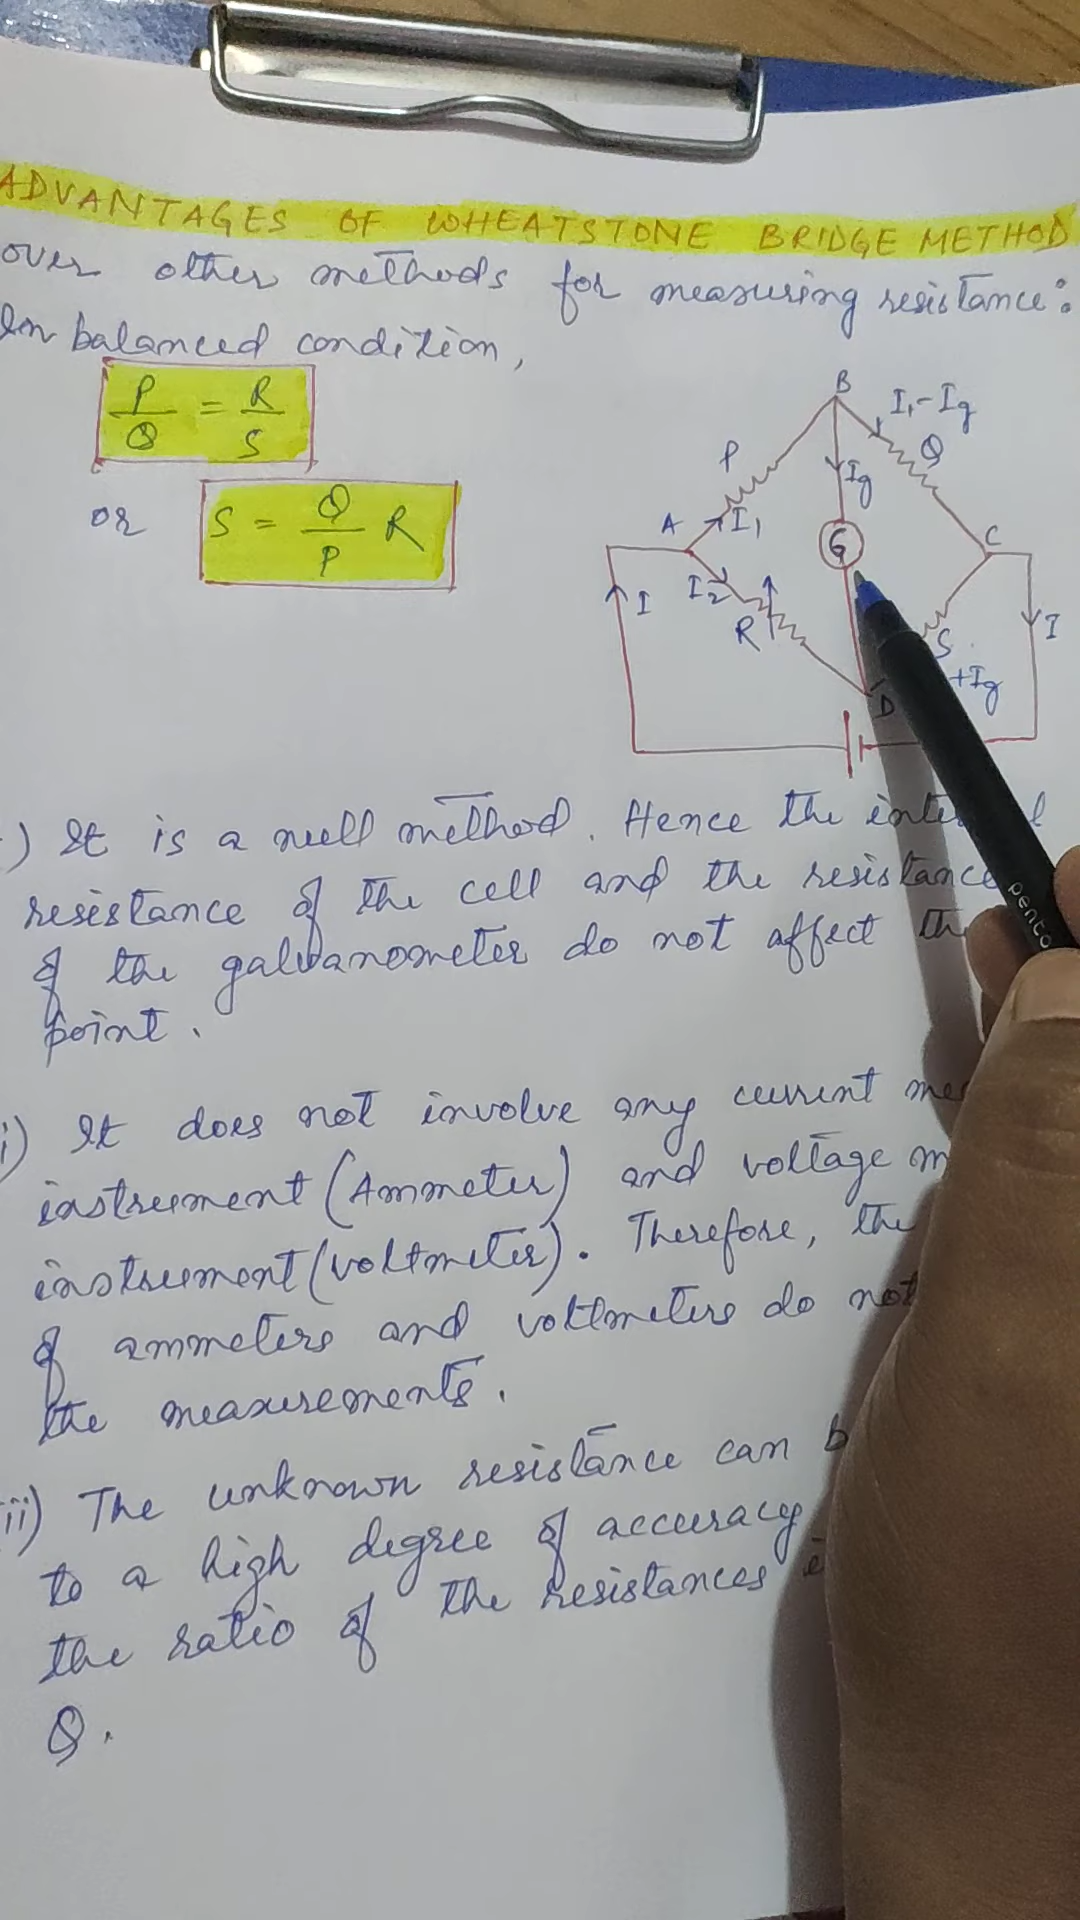 ADVANTAGES OF WHEATSTONE BRIDGE METHOD
over other methods for measuring resistance:
In balanced condition,
P/Q = R/S
or S = Q/P R
B
I₁-Ig
P
Q
Ig
A
I₁
G
C
I
I₂
R
S
I
+Ig
D
) It is a null method. Hence the
resistance of the cell and the resistance
of the galvanometer do not affect
point.
i) It does not involve any current
instrument (Ammeter) and voltage
instrument (voltmeter). Therefore, the
of ammeters and voltmeters do not
the measurements.
ii) The unknown resistance can
to a high degree of accuracy
the ratio of the resistances
Q.
pento